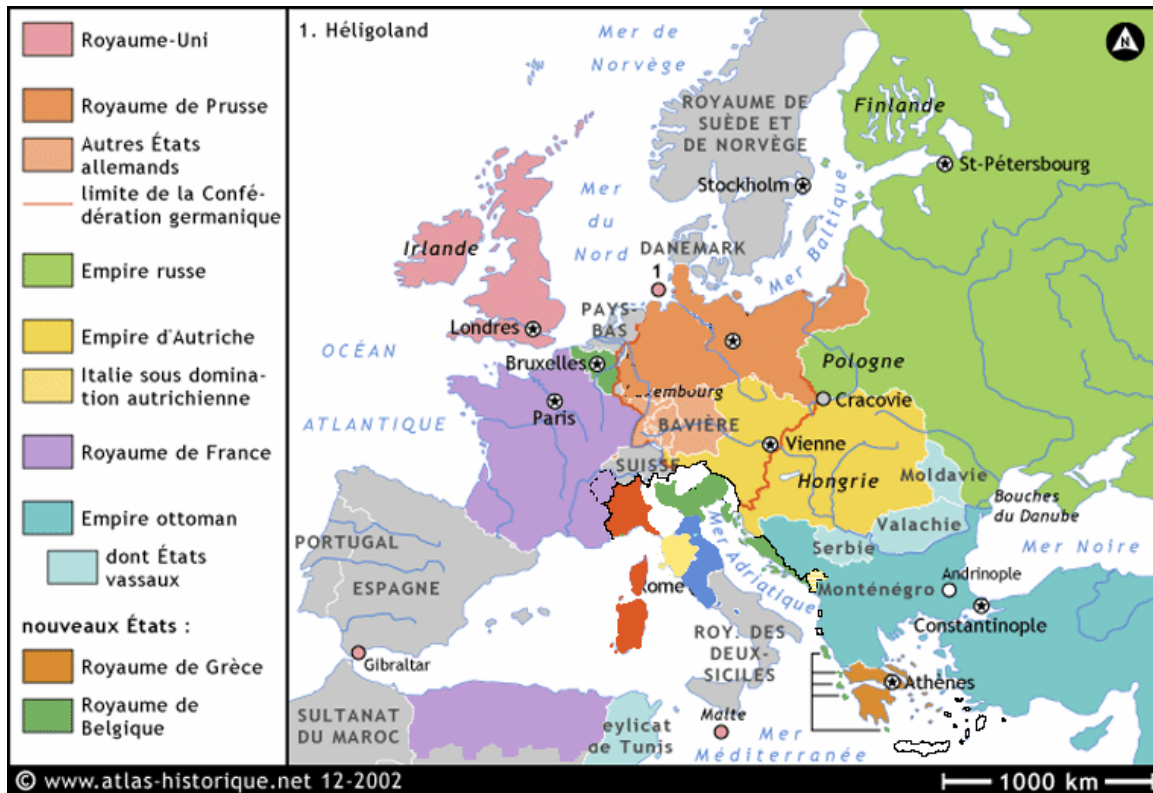 Royaume-Uni
Royaume de Prusse
Autres États
allemands
limite de la Confé-
dération germanique
Empire russe
Empire d'Autriche
Italie sous domina-
tion autrichienne
Royaume de France
Empire ottoman
dont États
vassaux
nouveaux États :
Royaume de Grèce
Royaume de
Belgique
1. Héligoland
N
Mer de
Norvège
ROYAUME DE
SUÈDE ET
DE NORVÈGE
Finlande
St-Pétersbourg
Stockholm
Mer Baltique
Mer
du
Nord
Irlande
DANEMARK
1
PAYS-
BAS
Londres
OCÉAN
ATLANTIQUE
Bruxelles
Pologne
Cracovie
Paris
BAVIÈRE
Vienne
SUISSE
Hongrie
Moldavie
Bouches
du Danube
Valachie
Serbie
Mer Noire
PORTUGAL
ESPAGNE
Mer Adriatique
Monténégro
Andrinople
Constantinople
ome
ROY. DES
DEUX-
SICILES
Athènes
Gibraltar
Malte
SULTANAT
DU MAROC
eylicat
de Tunis
Mer
Méditerranée
© www.atlas-historique.net 12-2002
1000 km